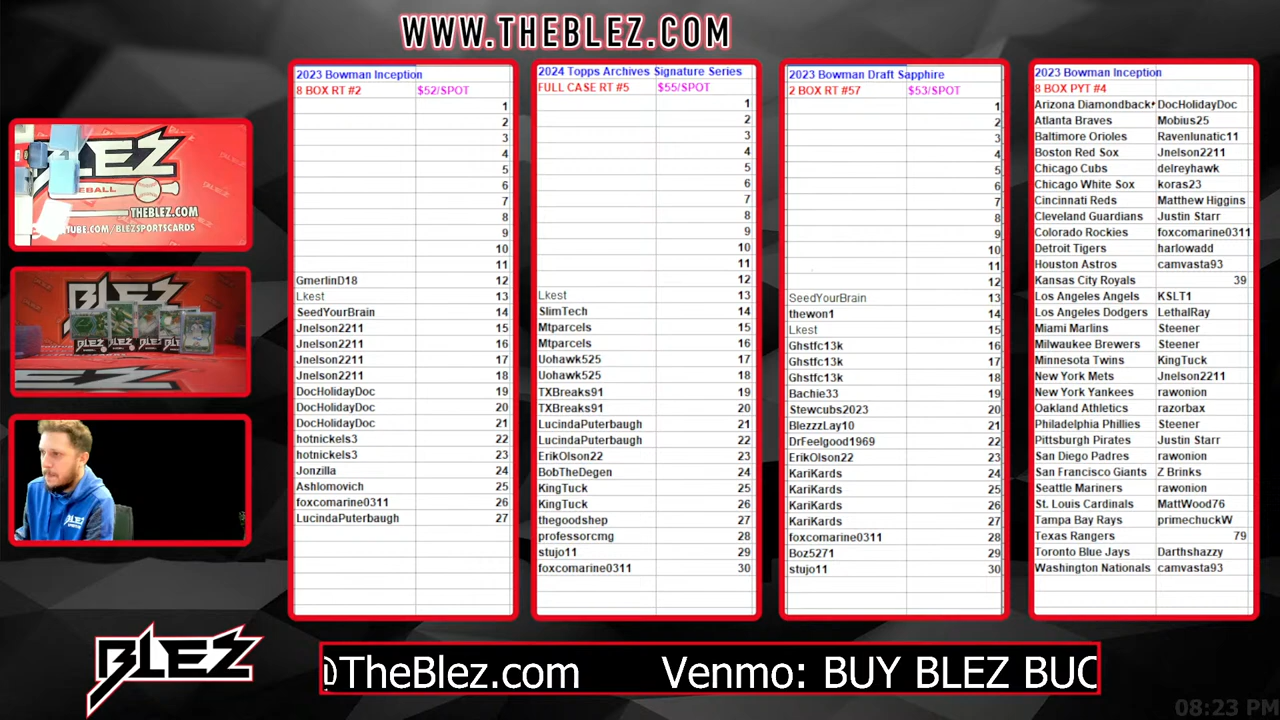 WWW.THEBLEZ.COM
BLEZ
BASEBALL
THEBLEZ.COM
TUBE.COM/BLEZSPORTSCARDS
BLEZ
2023 Bowman Inception
8 BOX RT #2 $52/SPOT
1
2
3
4
5
6
7
8
9
10
11
GmerlinD18 12
Lkest 13
SeedYourBrain 14
Jnelson2211 15
Jnelson2211 16
Jnelson2211 17
Jnelson2211 18
DocHolidayDoc 19
DocHolidayDoc 20
DocHolidayDoc 21
hotnickels3 22
hotnickels3 23
Jonzilla 24
Ashlomovich 25
foxcomarine0311 26
LucindaPuterbaugh 27
2024 Topps Archives Signature Series
FULL CASE RT #5 $55/SPOT
1
2
3
4
5
6
7
8
9
10
11
12
Lkest 13
SlimTech 14
Mtparcels 15
Mtparcels 16
Uohawk525 17
Uohawk525 18
TXBreaks91 19
TXBreaks91 20
LucindaPuterbaugh 21
LucindaPuterbaugh 22
ErikOlson22 23
BobTheDegen 24
KingTuck 25
KingTuck 26
thegoodshep 27
professorcmg 28
stujo11 29
foxcomarine0311 30
2023 Bowman Draft Sapphire
2 BOX RT #57 $53/SPOT
1
2
3
4
5
6
7
8
9
10
11
12
SeedYourBrain 13
thewon1 14
Lkest 15
Ghstfc13k 16
Ghstfc13k 17
Ghstfc13k 18
Bachie33 19
Stewcubs2023 20
BlezzzLay10 21
DrFeelgood1969 22
ErikOlson22 23
KariKards 24
KariKards 25
KariKards 26
KariKards 27
foxcomarine0311 28
Boz5271 29
stujo11 30
2023 Bowman Inception
8 BOX PYT #4
Arizona Diamondback DocHolidayDoc
Atlanta Braves Mobius25
Baltimore Orioles Ravenlunatic11
Boston Red Sox Jnelson2211
Chicago Cubs delreyhawk
Chicago White Sox koras23
Cincinnati Reds Matthew Higgins
Cleveland Guardians Justin Starr
Colorado Rockies foxcomarine0311
Detroit Tigers harlowadd
Houston Astros camvasta93
Kansas City Royals 39
Los Angeles Angels KSLT1
Los Angeles Dodgers LethalRay
Miami Marlins Steener
Milwaukee Brewers Steener
Minnesota Twins KingTuck
New York Mets Jnelson2211
New York Yankees rawonion
Oakland Athletics razorbax
Philadelphia Phillies Steener
Pittsburgh Pirates Justin Starr
San Diego Padres rawonion
San Francisco Giants Z Brinks
Seattle Mariners rawonion
St. Louis Cardinals MattWood76
Tampa Bay Rays primechuckW
Texas Rangers 79
Toronto Blue Jays Darthshazzy
Washington Nationals camvasta93
BLEZ
@TheBlez.com Venmo: BUY BLEZ BUC
08:23 PM